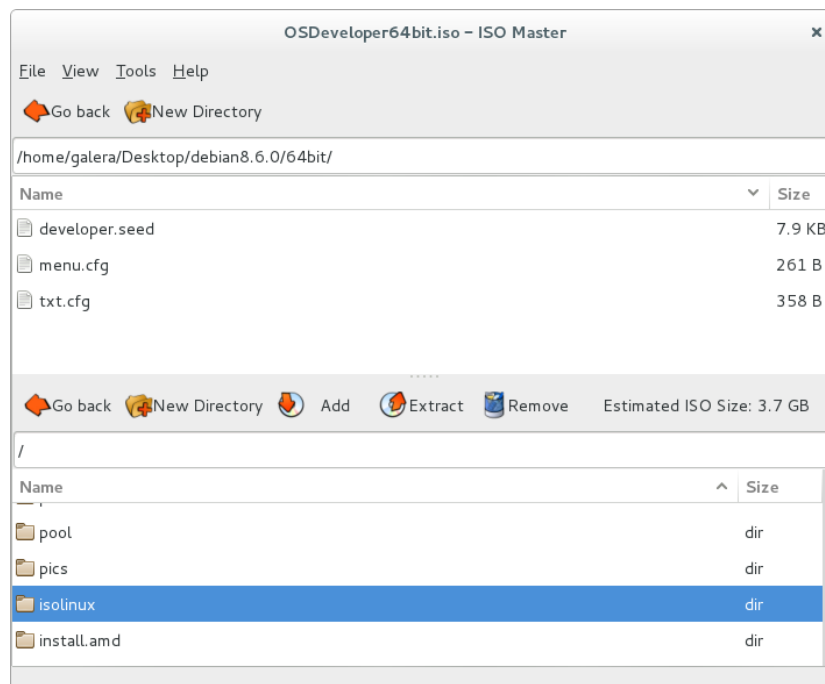 OSDeveloper64bit.iso – ISO Master
File View Tools Help
Go back New Directory
/home/galera/Desktop/debian8.6.0/64bit/
Name Size
developer.seed 7.9 KB
menu.cfg 261 B
txt.cfg 358 B
Go back New Directory Add Extract Remove Estimated ISO Size: 3.7 GB
/
Name Size
pool dir
pics dir
isolinux dir
install.amd dir